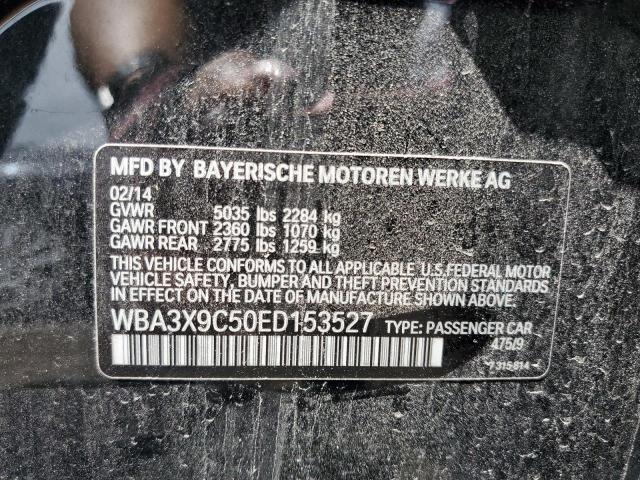 MFD BY BAYERISCHE MOTOREN WERKE AG
02/14
GVWR 5035 lbs 2284 kg
GAWR FRONT 2360 lbs 1070 kg
GAWR REAR 2775 lbs 1259 kg
THIS VEHICLE CONFORMS TO ALL APPLICABLE U.S.FEDERAL MOTOR
VEHICLE SAFETY, BUMPER AND THEFT PREVENTION STANDARDS
IN EFFECT ON THE DATE OF MANUFACTURE SHOWN ABOVE.
WBA3X9C50ED153527 TYPE: PASSENGER CAR
475/9
7315814